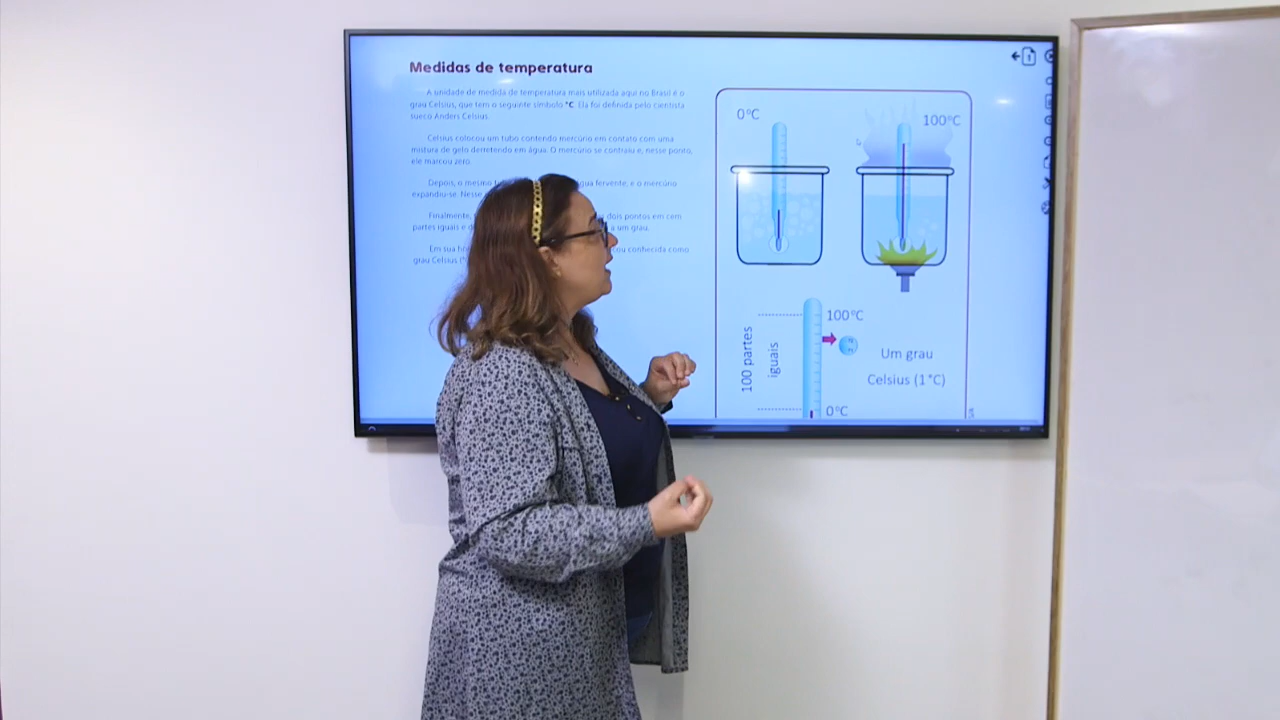 Medidas de temperatura
A unidade de medida de temperatura mais utilizada aqui no Brasil é o
grau Celsius, que tem o seguinte símbolo °C. Ela foi definida pelo cientista
sueco Anders Celsius.
Celsius colocou um tubo contendo mercúrio em contato com uma
mistura de gelo derretendo em água. O mercúrio se contraiu e, nesse ponto,
ele marcou zero.
Depois, o mesmo fervente, e o mercúrio
expandiu-se. Nesse
Finalmente, dois pontos em cem
partes iguais e a um grau.
Em sua conhecida como
grau Celsius
0°C
100°C
100 partes
iguais
100°C
Um grau
Celsius (1°C)
0°C
1